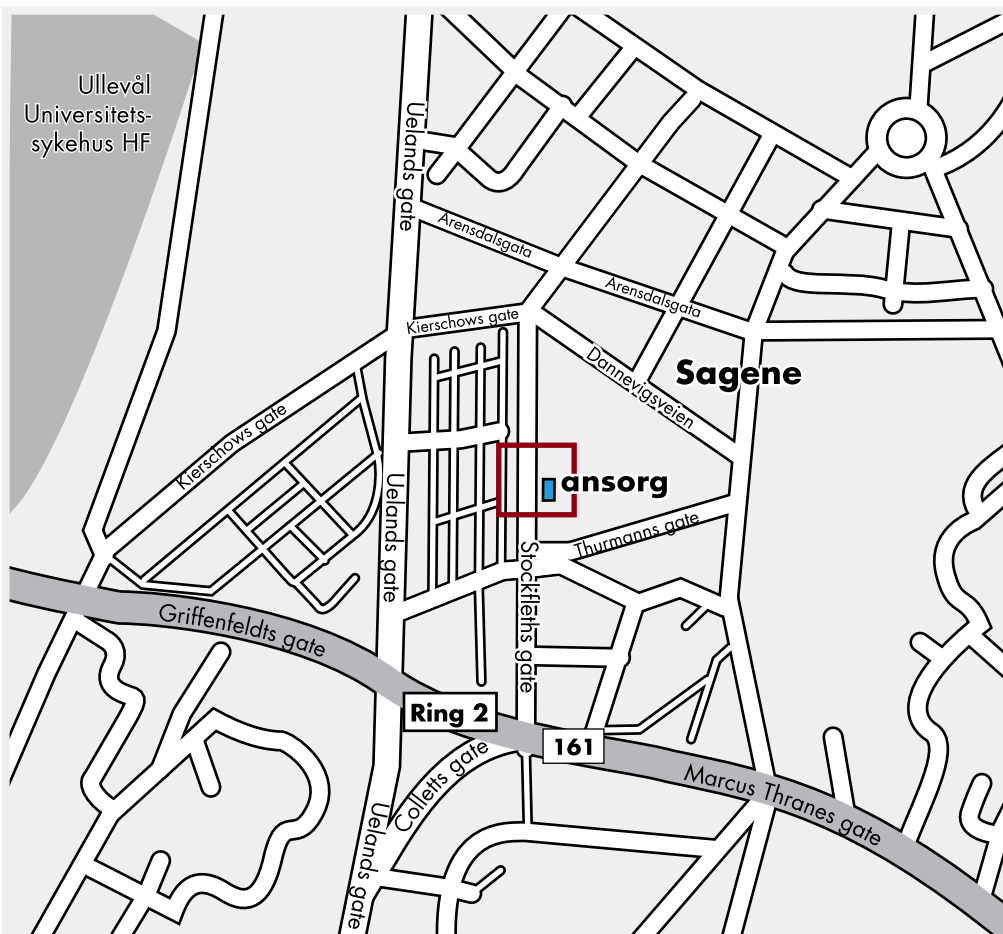 Ullevål
Universitets-
sykehus HF
Uelands gate
Arensdalsgata
Arensdalsgata
Kierschows gate
Dannevigsveien
Sagene
Kierschows gate
ansorg
Uelands gate
Thurmanns gate
Stockfleths gate
Griffenfeldts gate
Ring 2
161
Colletts gate
Marcus Thranes gate
Uelands gate